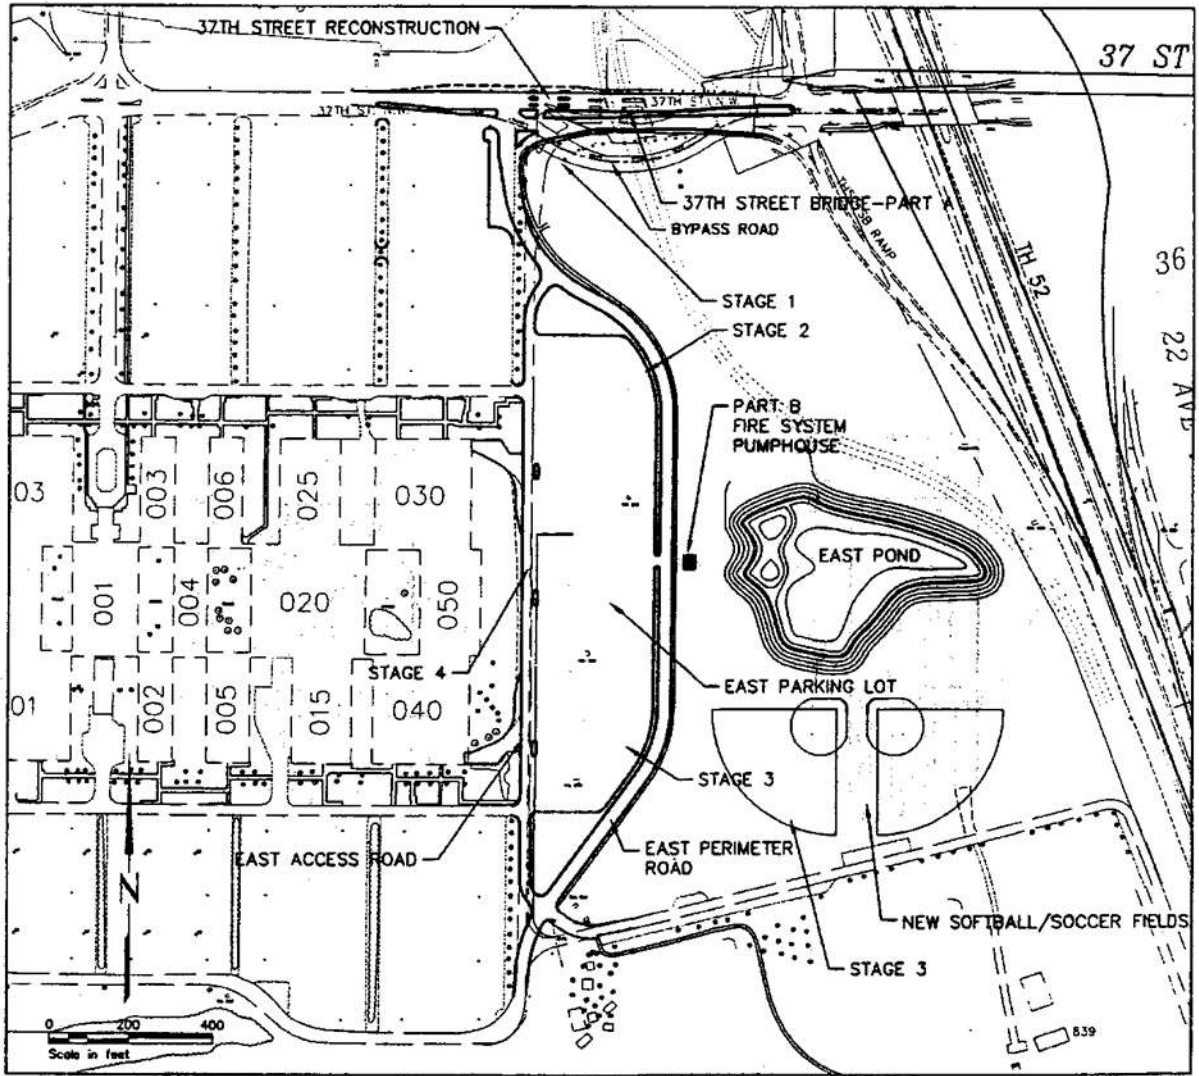 37TH STREET RECONSTRUCTION
37 ST
37TH ST. N.W.
37TH ST. N.W.
37TH STREET BRIDGE-PART A
BYPASS ROAD
SB RAMP
TH 52
36
22 AVE
STAGE 1
STAGE 2
PART B
FIRE SYSTEM
PUMPHOUSE
03
003
006
025
030
EAST POND
001
004
020
050
STAGE 4
EAST PARKING LOT
01
002
005
015
040
STAGE 3
EAST ACCESS ROAD
EAST PERIMETER
ROAD
N
NEW SOFTBALL/SOCCER FIELDS
STAGE 3
0 200 400
Scale in feet
839